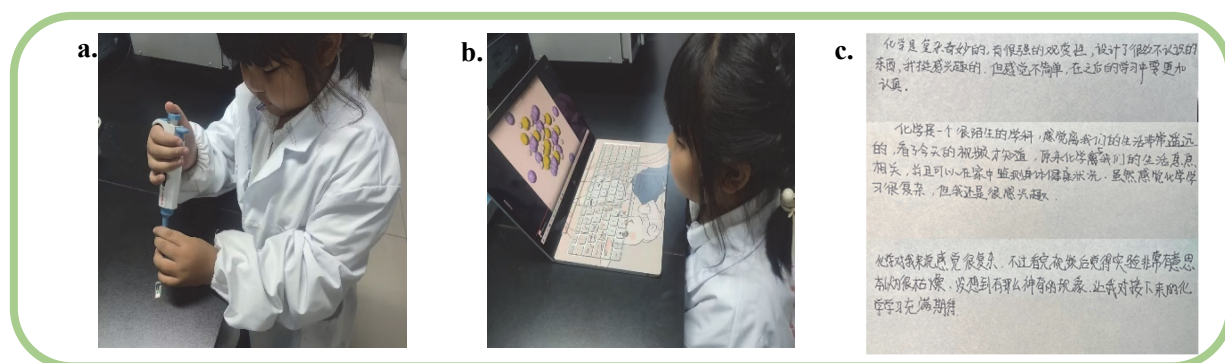 a.
b.
c.
化学是复杂奇妙的,有很强的观赏性,设计了很多不认识的
东西,我挺感兴趣的,但感觉不简单,在之后的学习中要更加
认真。
化学是一个很陌生的学科,感觉离我们的生活非常遥远
的,看了今天的视频才知道,原来化学离我们的生活息息
相关,并且可以在家中监测身体健康状况。虽然感觉化学学
习很复杂,但我还是很感兴趣.
化学对我来说感觉很复杂,不过看完视频后觉得实验非常有意思
很枯燥,没想到有那么神奇的现象,让我对接下来的化
学学习充满期待